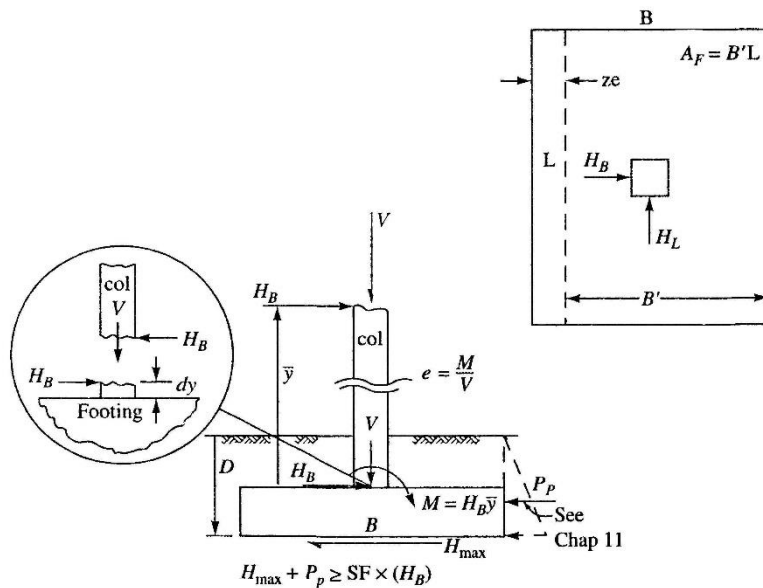 B
A_F = B'L
ze
L
H_B
H_L
B'
V
H_B
col
ȳ
e = M/V
col
V
H_B
H_B
dy
Footing
V
D
H_B
M = H_Bȳ
P_P
See
Chap 11
B
H_max
H_max + P_p ≥ SF × (H_B)